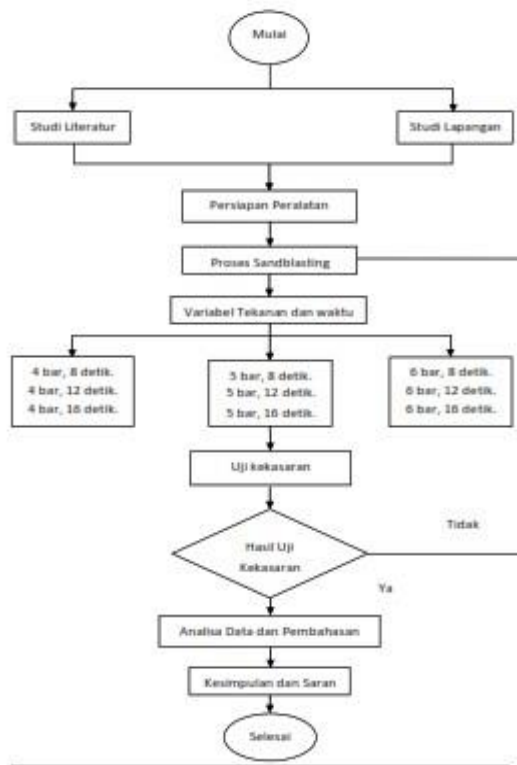 Mulai
Studi Literatur
Studi Lapangan
Persiapan Peralatan
Proses Sandblasting
Variabel Tekanan dan waktu
4 bar, 8 detik.
4 bar, 12 detik.
4 bar, 16 detik.
5 bar, 8 detik.
5 bar, 12 detik.
5 bar, 16 detik.
6 bar, 8 detik.
6 bar, 12 detik.
6 bar, 16 detik.
Uji kekasaran
Hasil Uji
Kekasaran
Tidak
Ya
Analisa Data dan Pembahasan
Kesimpulan dan Saran
Selesai